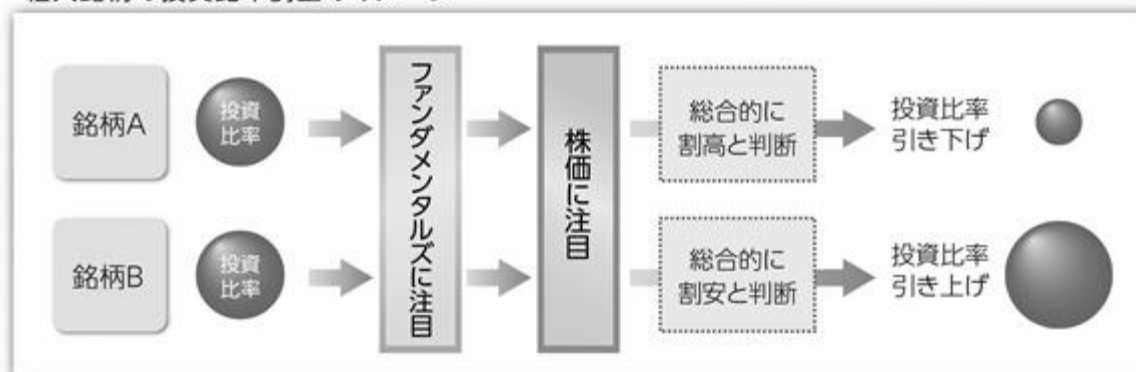 銘柄A
投資
比率
ファンダメンタルズに注目
株価に注目
総合的に
割高と判断
投資比率
引き下げ
銘柄B
投資
比率
総合的に
割安と判断
投資比率
引き上げ